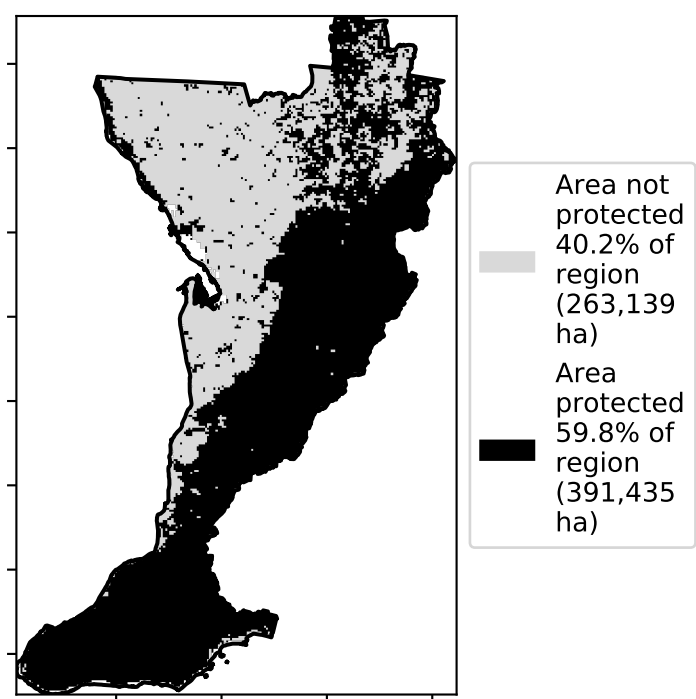 Area not
protected
40.2% of
region
(263,139
ha)
Area
protected
59.8% of
region
(391,435
ha)